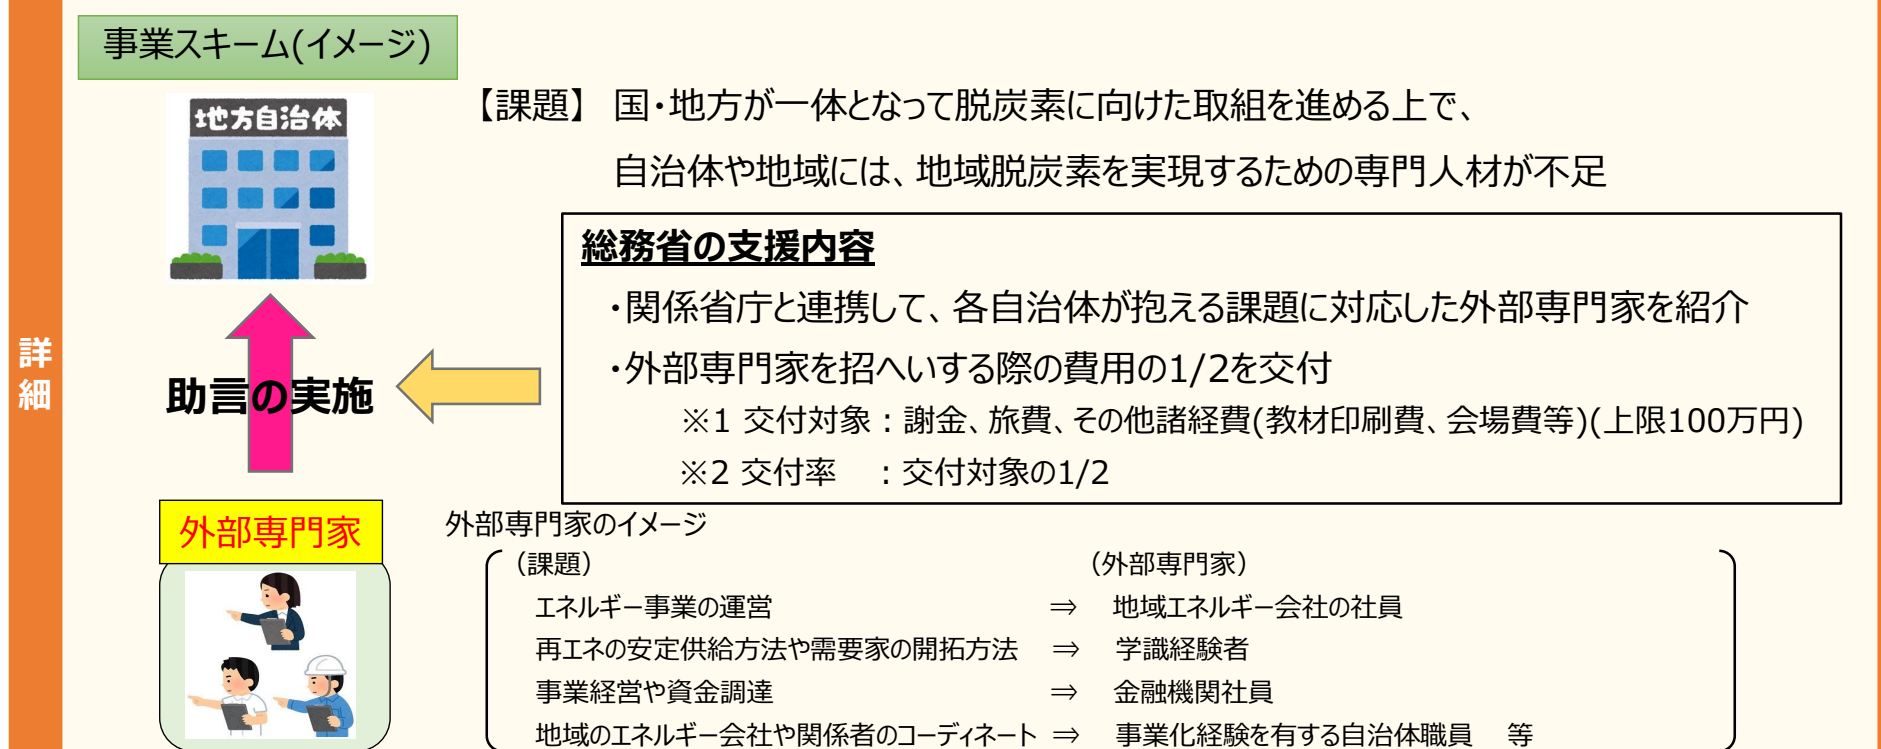 詳細
事業スキーム(イメージ)
地方自治体
【課題】 国・地方が一体となって脱炭素に向けた取組を進める上で、
自治体や地域には、地域脱炭素を実現するための専門人材が不足
総務省の支援内容
・関係省庁と連携して、各自治体が抱える課題に対応した外部専門家を紹介
・外部専門家を招へいする際の費用の1/2を交付
※1 交付対象：謝金、旅費、その他諸経費(教材印刷費、会場費等)(上限100万円)
※2 交付率　：交付対象の1/2
助言の実施
外部専門家
外部専門家のイメージ
（課題）　（外部専門家）
エネルギー事業の運営　⇒　地域エネルギー会社の社員
再エネの安定供給方法や需要家の開拓方法　⇒　学識経験者
事業経営や資金調達　⇒　金融機関社員
地域のエネルギー会社や関係者のコーディネート　⇒　事業化経験を有する自治体職員　等